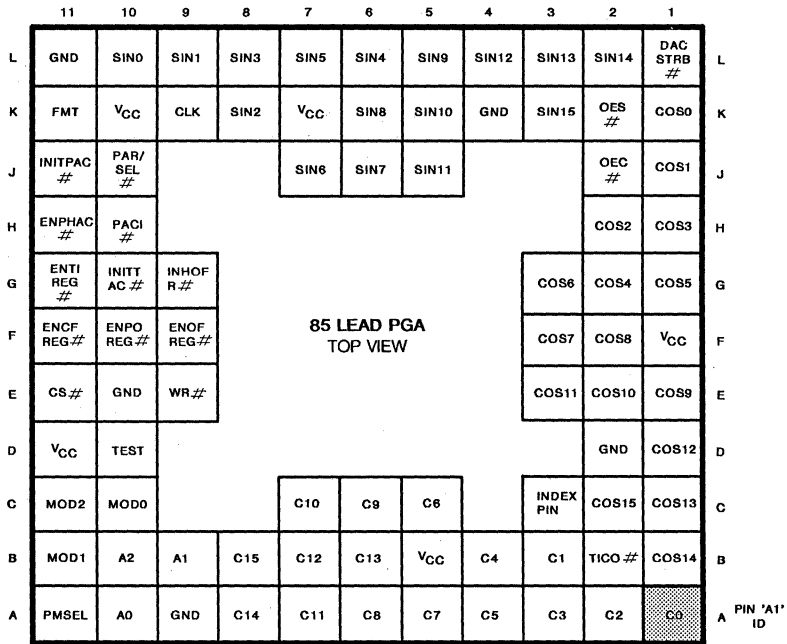 11 10 9 8 7 6 5 4 3 2 1
L GND SIN0 SIN1 SIN3 SIN5 SIN4 SIN9 SIN12 SIN13 SIN14 DAC STRB # L
K FMT VCC CLK SIN2 VCC SIN8 SIN10 GND SIN15 OES # COS0 K
J INITPAC # PAR/ SEL # SIN6 SIN7 SIN11 OEC # COS1 J
H ENPHAC # PACI # COS2 COS3 H
G ENTI REG # INITT AC # INHOF R# COS6 COS4 COS5 G
F ENCF REG# ENPO REG# ENOF REG# COS7 COS8 VCC F
85 LEAD PGA
TOP VIEW
E CS# GND WR# COS11 COS10 COS9 E
D VCC TEST GND COS12 D
C MOD2 MOD0 C10 C9 C6 INDEX PIN COS15 COS13 C
B MOD1 A2 A1 C15 C12 C13 VCC C4 C1 TICO# COS14 B
A PMSEL A0 GND C14 C11 C8 C7 C5 C3 C2 C0 A PIN 'A1' ID